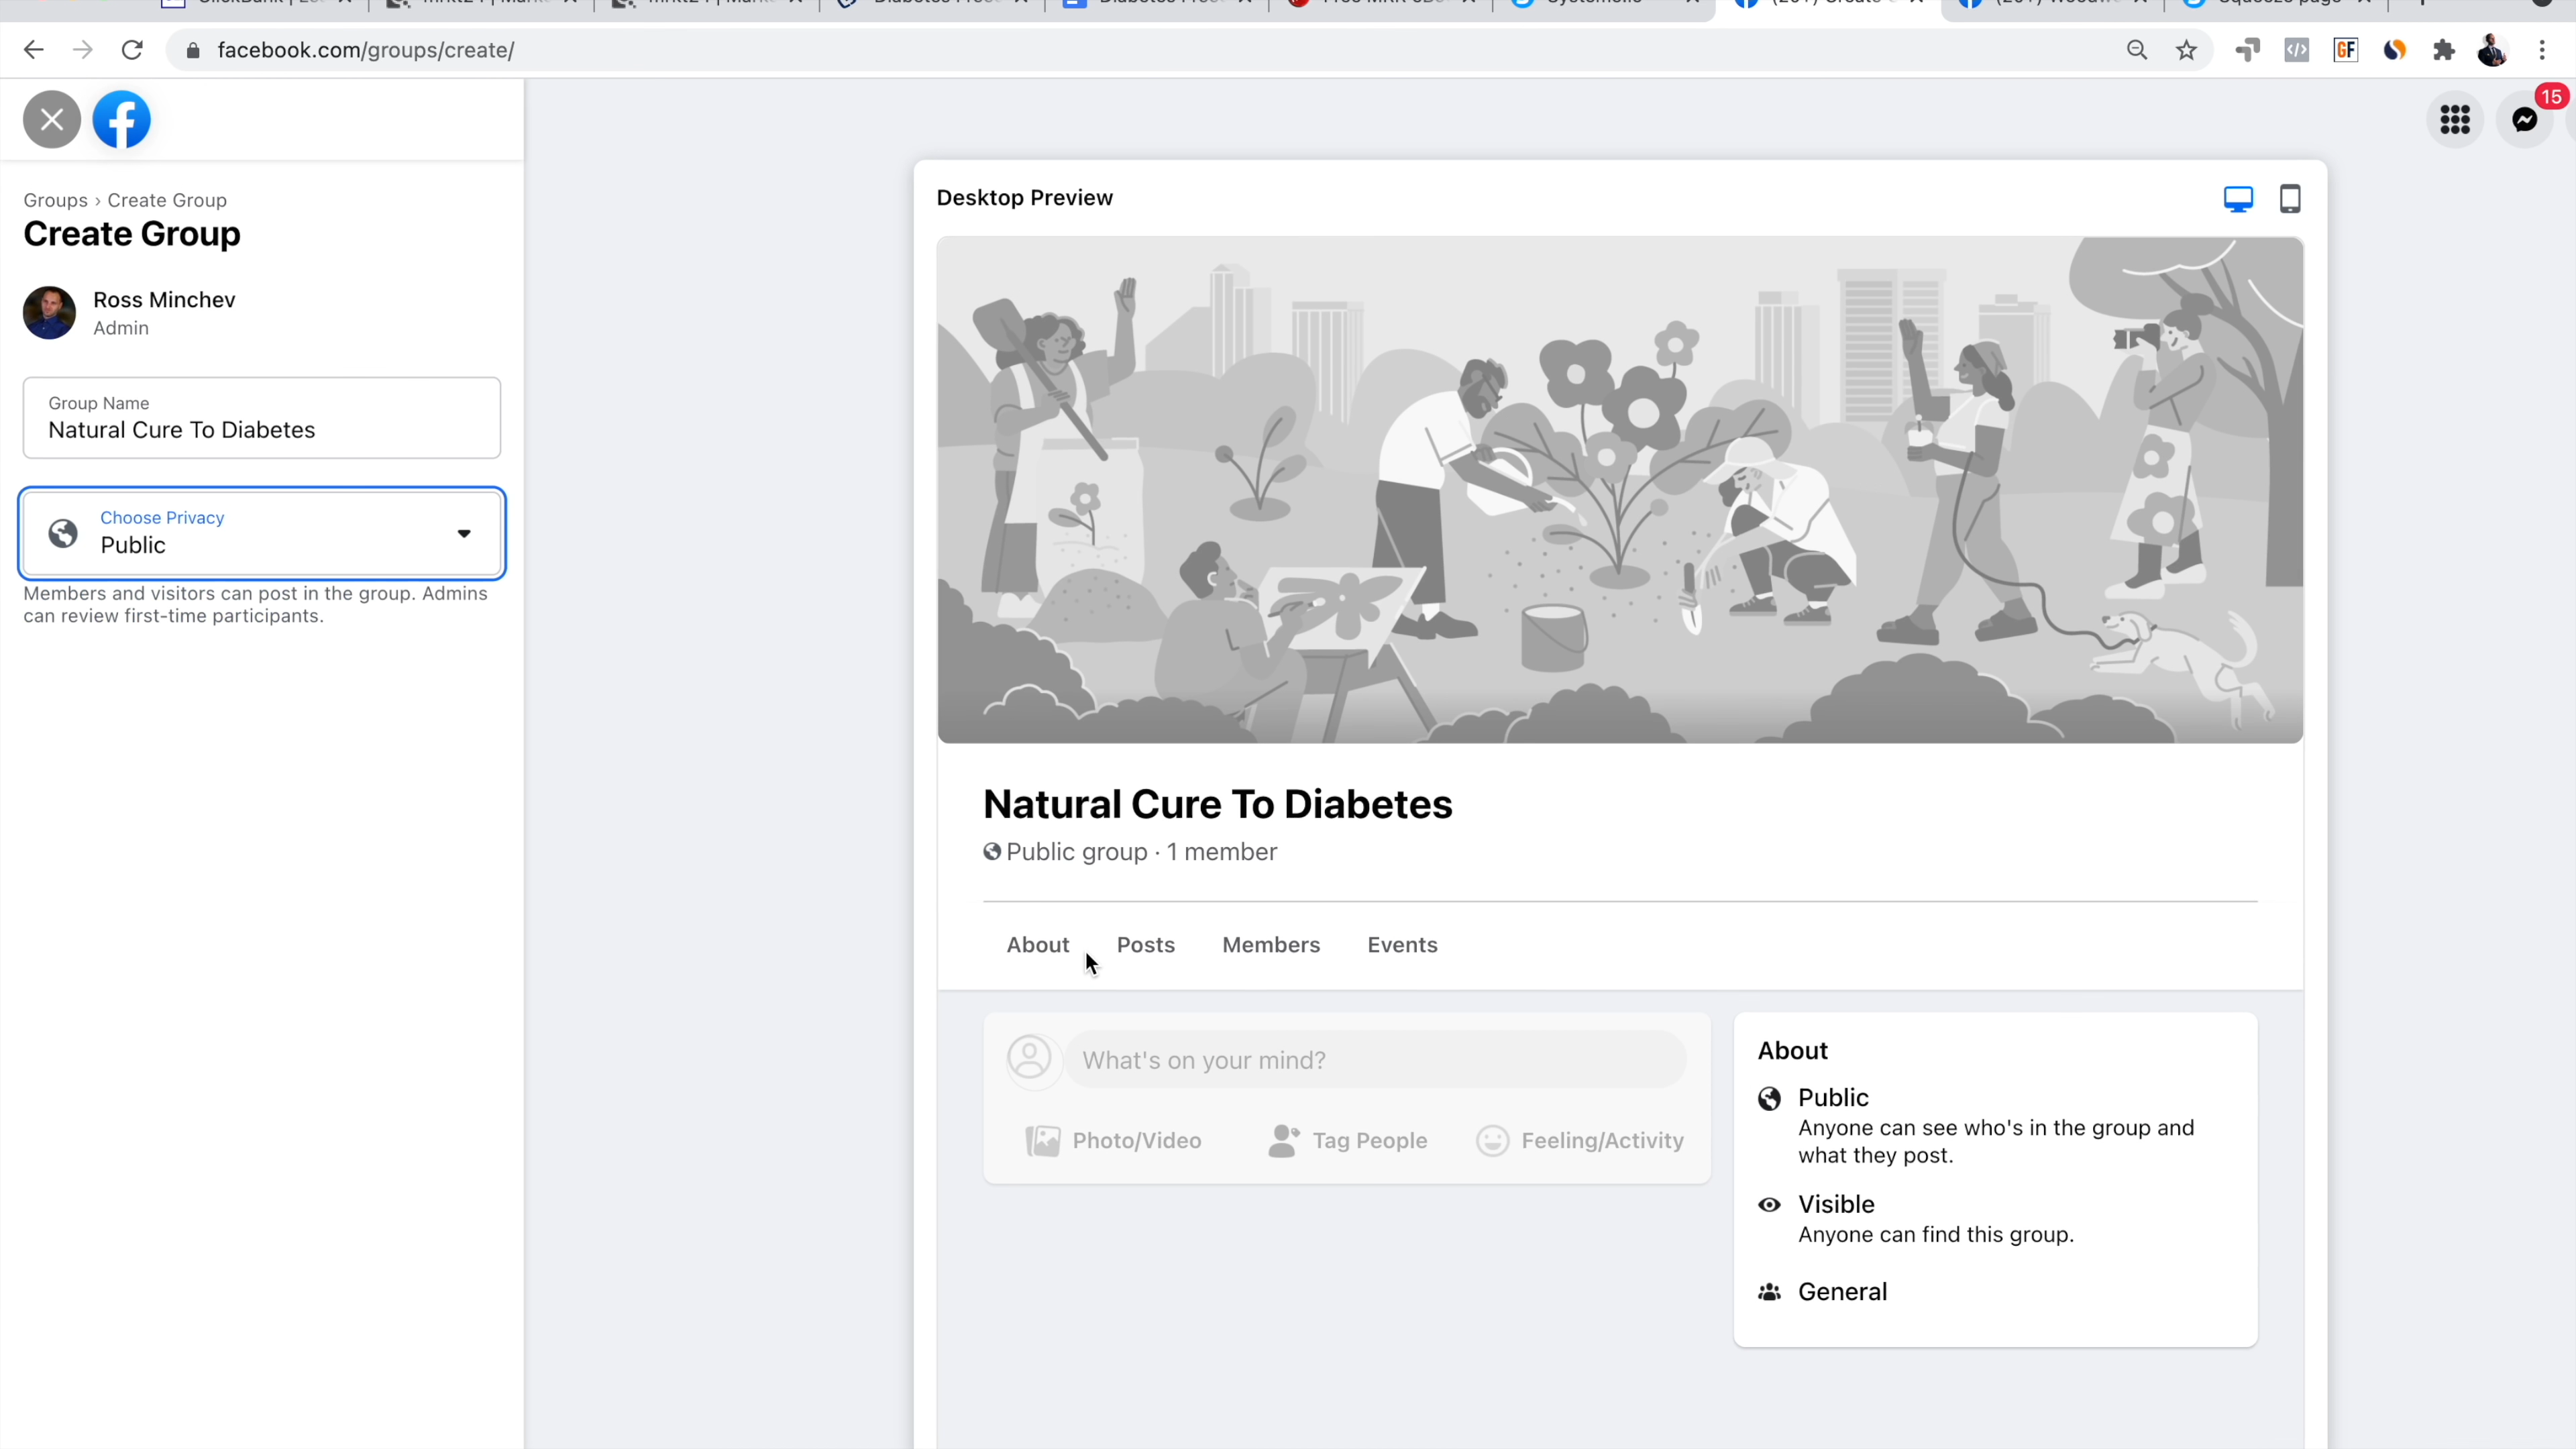 facebook.com/groups/create/
GF
15
Groups › Create Group
Create Group
Ross Minchev
Admin
Group Name
Natural Cure To Diabetes
Choose Privacy
Public
Members and visitors can post in the group. Admins
can review first-time participants.
Desktop Preview
Natural Cure To Diabetes
Public group · 1 member
About Posts Members Events
What's on your mind?
Photo/Video Tag People Feeling/Activity
About
Public
Anyone can see who's in the group and
what they post.
Visible
Anyone can find this group.
General